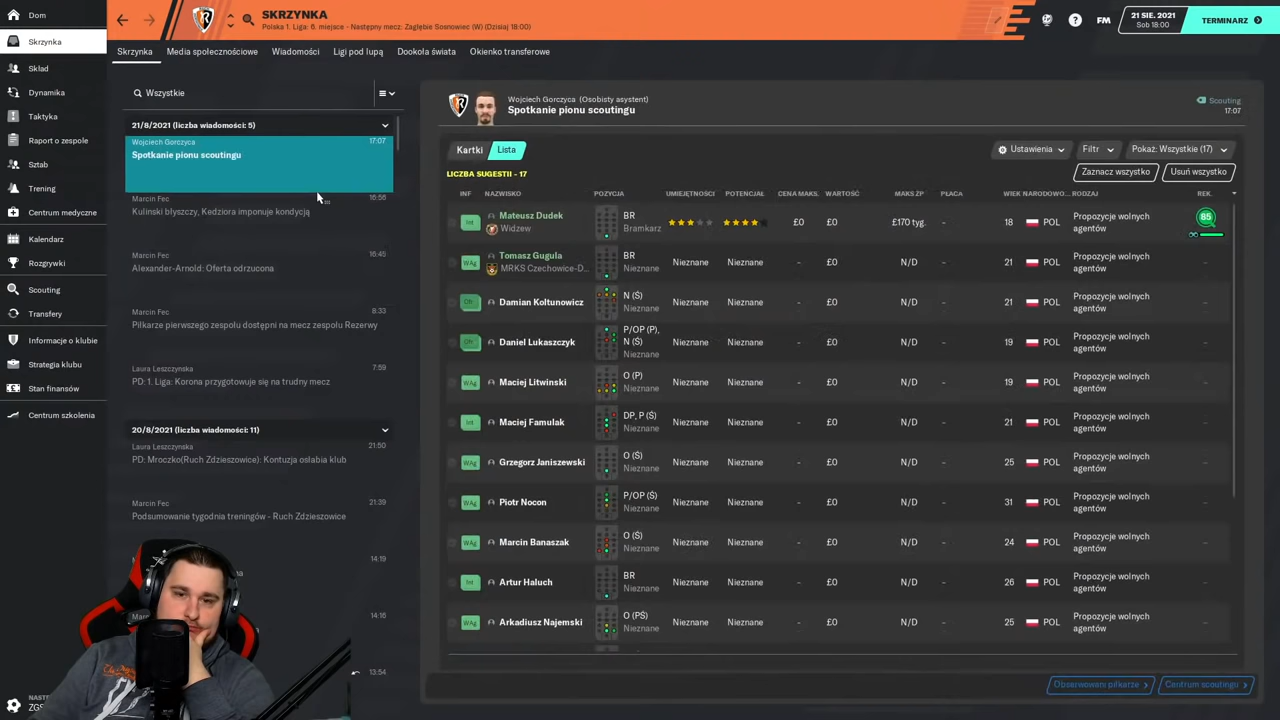 Dom
Skrzynka
Skład
Dynamika
Taktyka
Raport o zespole
Sztab
Trening
Centrum medyczne
Kalendarz
Rozgrywki
Scouting
Transfery
Informacje o klubie
Strategia klubu
Stan finansów
Centrum szkolenia
SKRZYNKA
Polska 1. Liga: 6. miejsce - Następny mecz: Zagłębie Sosnowiec (W) (Dzisiaj 18:00)
FM
21 SIE. 2021
Sob 18:00
TERMINARZ
Skrzynka Media społecznościowe Wiadomości Ligi pod lupą Dookoła świata Okienko transferowe
Wszystkie
21/8/2021 (liczba wiadomości: 5)
Wojciech Gorczyca 17:07
Spotkanie pionu scoutingu
Marcin Fec 16:56
Kulinski błyszczy, Kedziora imponuje kondycją
Marcin Fec 16:45
Alexander-Arnold: Oferta odrzucona
Marcin Fec 8:33
Piłkarze pierwszego zespołu dostępni na mecz zespołu Rezerwy
Laura Leszczynska 7:59
PD: 1. Liga: Korona przygotowuje się na trudny mecz
20/8/2021 (liczba wiadomości: 11)
Laura Leszczynska 21:50
PD: Mroczko(Ruch Zdzieszowice): Kontuzja osłabia klub
Marcin Fec 21:39
Podsumowanie tygodnia treningów - Ruch Zdzieszowice
14:19
14:16
13:54
Wojciech Gorczyca (Osobisty asystent)
Spotkanie pionu scoutingu
Scouting
17:07
Kartki Lista
Ustawienia Filtr Pokaż: Wszystkie (17)
LICZBA SUGESTII - 17
Zaznacz wszystko Usuń wszystko
INF NAZWISKO POZYCJA UMIEJĘTNOŚCI POTENCJAŁ CENA MAKS. WARTOŚĆ MAKS ZP PŁACA WIEK NARODOWO... RODZAJ REK.
Int Mateusz Dudek BR £0 £0 £170 tyg. 18 POL Propozycje wolnych 85
Widzew Bramkarz agentów
WAg Tomasz Gugula BR Nieznane Nieznane - £0 N/D - 21 POL Propozycje wolnych -
MRKS Czechowice-D... Nieznane agentów
Ofr Damian Koltunowicz N (Ś) Nieznane Nieznane - £0 N/D - 21 POL Propozycje wolnych -
Nieznane agentów
Ofr Daniel Lukaszczyk P/OP (P), N (Ś) Nieznane Nieznane - £0 N/D - 19 POL Propozycje wolnych -
Nieznane agentów
WAg Maciej Litwinski O (P) Nieznane Nieznane - £0 N/D - 19 POL Propozycje wolnych -
Nieznane agentów
Int Maciej Famulak DP, P (Ś) Nieznane Nieznane - £0 N/D - 21 POL Propozycje wolnych -
Nieznane agentów
WAg Grzegorz Janiszewski O (Ś) Nieznane Nieznane - £0 N/D - 25 POL Propozycje wolnych -
Nieznane agentów
WAg Piotr Nocon P/OP (Ś) Nieznane Nieznane - £0 N/D - 31 POL Propozycje wolnych -
Nieznane agentów
WAg Marcin Banaszak O (Ś) Nieznane Nieznane - £0 N/D - 24 POL Propozycje wolnych -
Nieznane agentów
Int Artur Haluch BR Nieznane Nieznane - £0 N/D - 26 POL Propozycje wolnych -
Nieznane agentów
WAg Arkadiusz Najemski O (PŚ) Nieznane Nieznane - £0 N/D - 25 POL Propozycje wolnych -
Nieznane agentów
Obserwowani piłkarze Centrum scoutingu